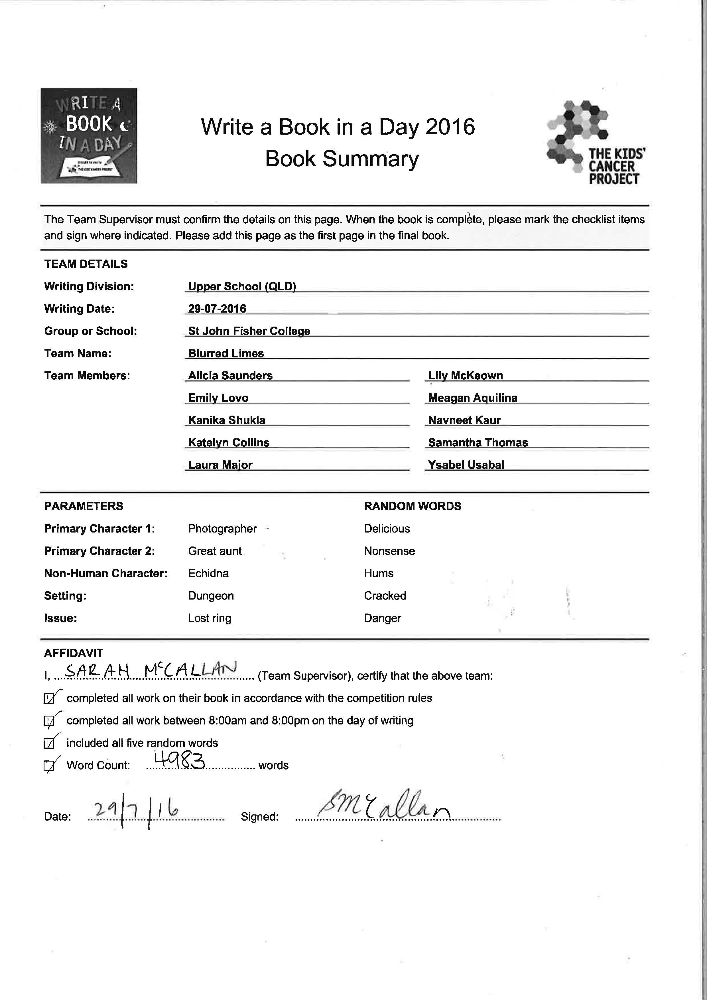 WRITE A
BOOK
IN A DAY
Brought to you by
THE KIDS' CANCER PROJECT
Write a Book in a Day 2016
Book Summary
THE KIDS'
CANCER
PROJECT
The Team Supervisor must confirm the details on this page. When the book is complete, please mark the checklist items
and sign where indicated. Please add this page as the first page in the final book.
TEAM DETAILS
Writing Division: Upper School (QLD)
Writing Date: 29-07-2016
Group or School: St John Fisher College
Team Name: Blurred Limes
Team Members: Alicia Saunders Lily McKeown
Emily Lovo Meagan Aquilina
Kanika Shukla Navneet Kaur
Katelyn Collins Samantha Thomas
Laura Major Ysabel Usabal
PARAMETERS RANDOM WORDS
Primary Character 1: Photographer Delicious
Primary Character 2: Great aunt Nonsense
Non-Human Character: Echidna Hums
Setting: Dungeon Cracked
Issue: Lost ring Danger
AFFIDAVIT
I, SARAH McCALLAN (Team Supervisor), certify that the above team:
completed all work on their book in accordance with the competition rules
completed all work between 8:00am and 8:00pm on the day of writing
included all five random words
Word Count: 4983 words
Date: 29/7/16 Signed: SMcCallan